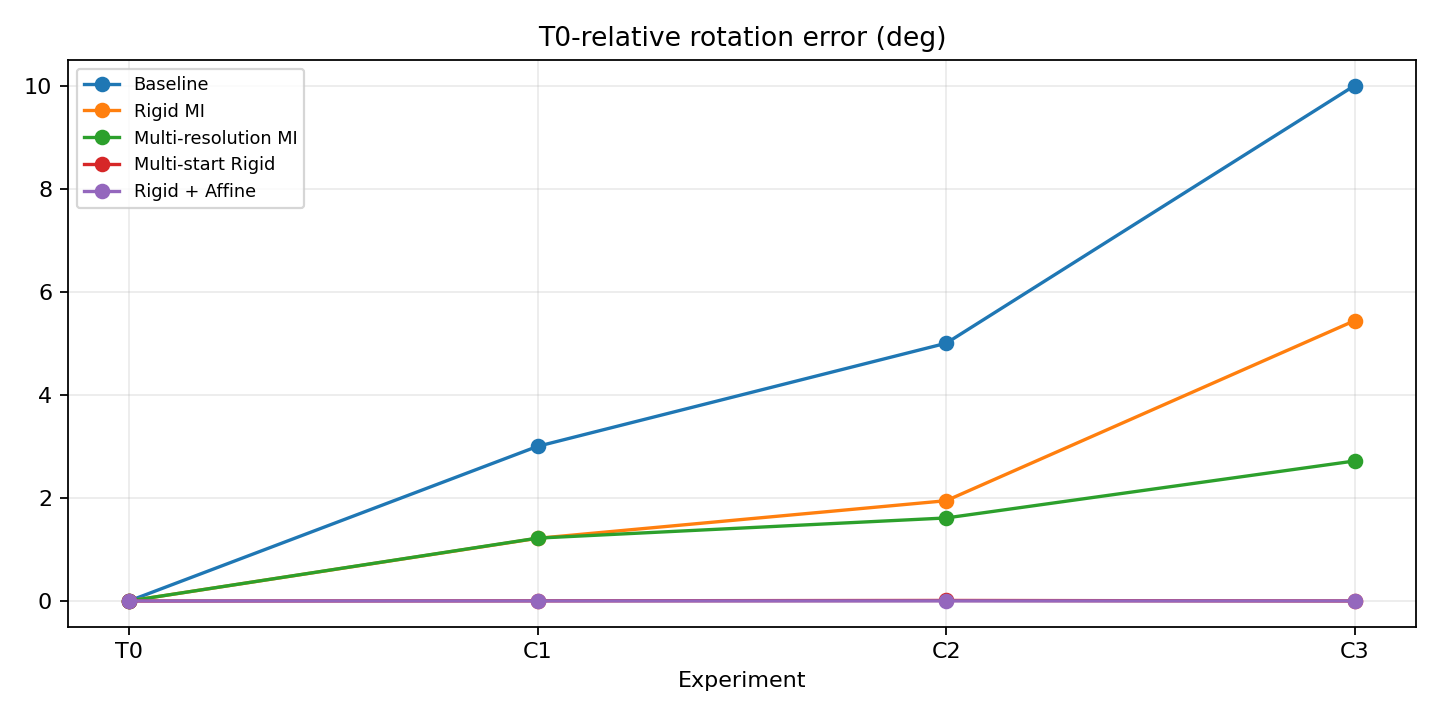 T0-relative rotation error (deg)
10
8
6
4
2
0
Baseline
Rigid MI
Multi-resolution MI
Multi-start Rigid
Rigid + Affine
T0
C1
C2
C3
Experiment